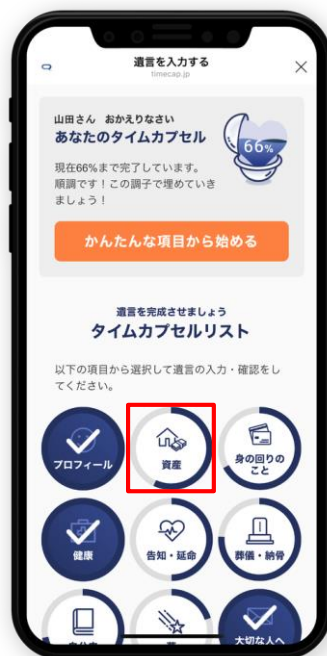 遺言を入力する
timecap.jp
山田さん おかえりなさい
あなたのタイムカプセル
66%
現在66%まで完了しています。
順調です！この調子で埋めていき
ましょう！
かんたんな項目から始める
遺言を完成させましょう
タイムカプセルリスト
以下の項目から選択して遺言の入力・確認をし
てください。
プロフィール
資産
身の回りの
こと
健康
告知・延命
葬儀・納骨
大切な人へ